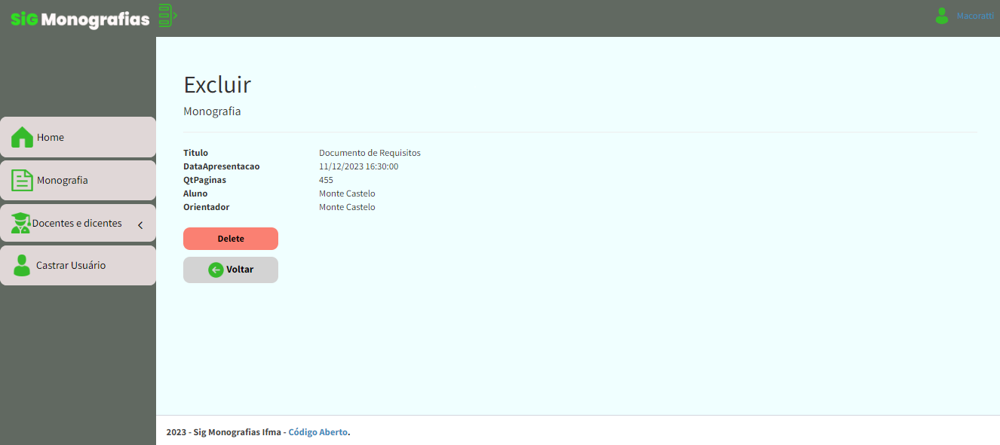 SiG Monografias
Macoratti
Home
Monografia
Docentes e dicentes
Castrar Usuário
Excluir
Monografia
Titulo Documento de Requisitos
DataApresentacao 11/12/2023 16:30:00
QtPaginas 455
Aluno Monte Castelo
Orientador Monte Castelo
Delete
Voltar
2023 - Sig Monografias Ifma - Código Aberto.